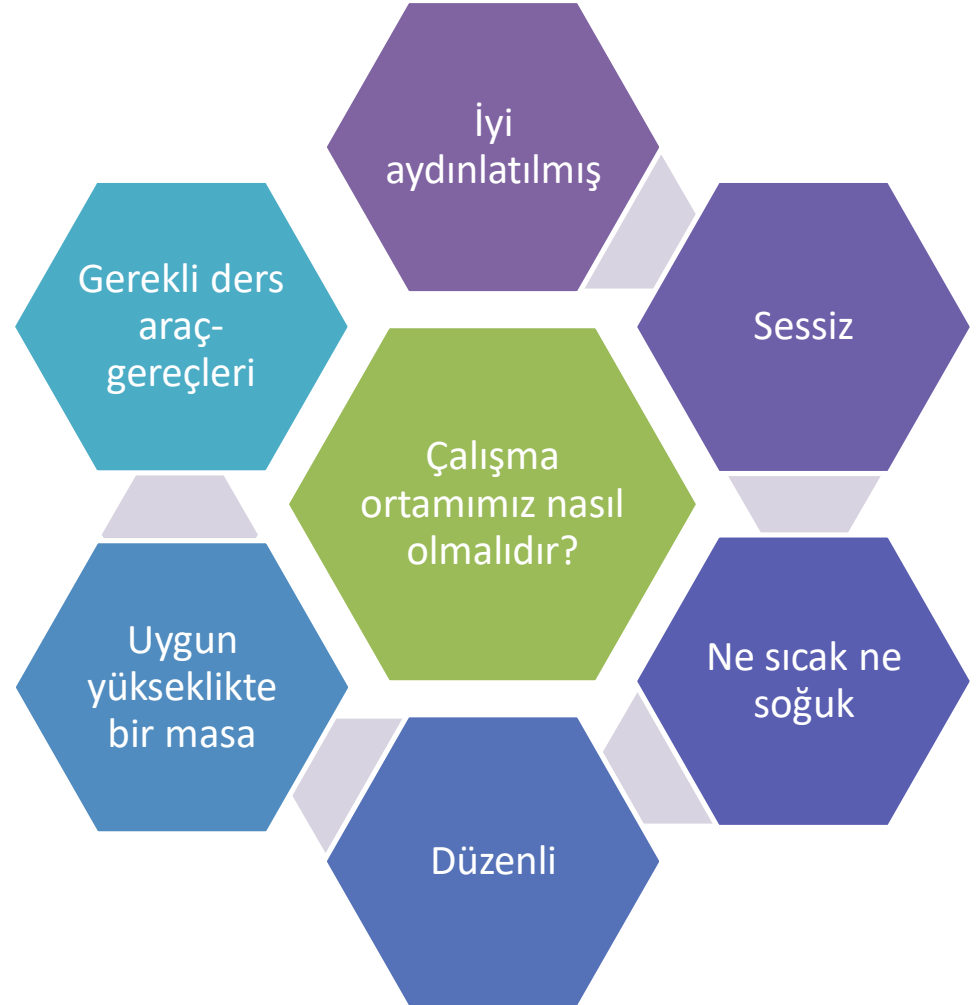 İyi
aydınlatılmış
Sessiz
Ne sıcak ne
soğuk
Düzenli
Uygun
yükseklikte
bir masa
Gerekli ders
araç-
gereçleri
Çalışma
ortamımız nasıl
olmalıdır?